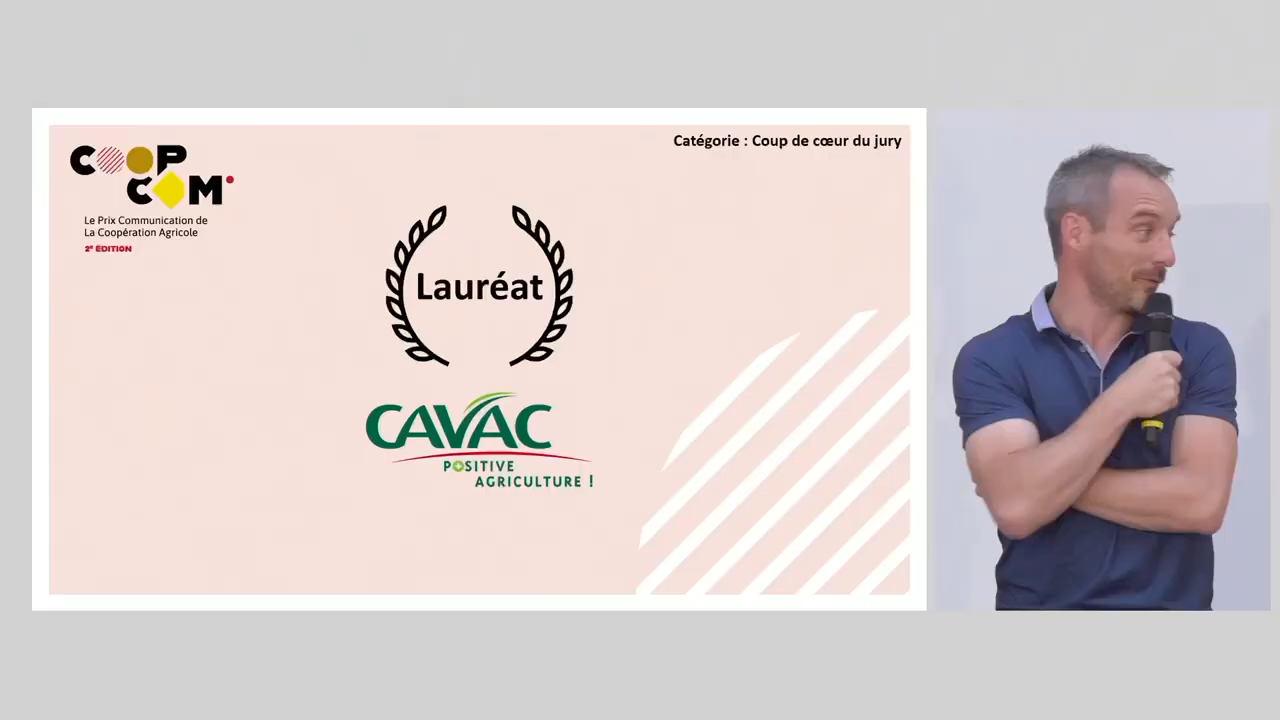 Catégorie : Coup de cœur du jury
COOP
COM
Le Prix Communication de
La Coopération Agricole
2e ÉDITION
Lauréat
CAVAC
POSITIVE
AGRICULTURE !